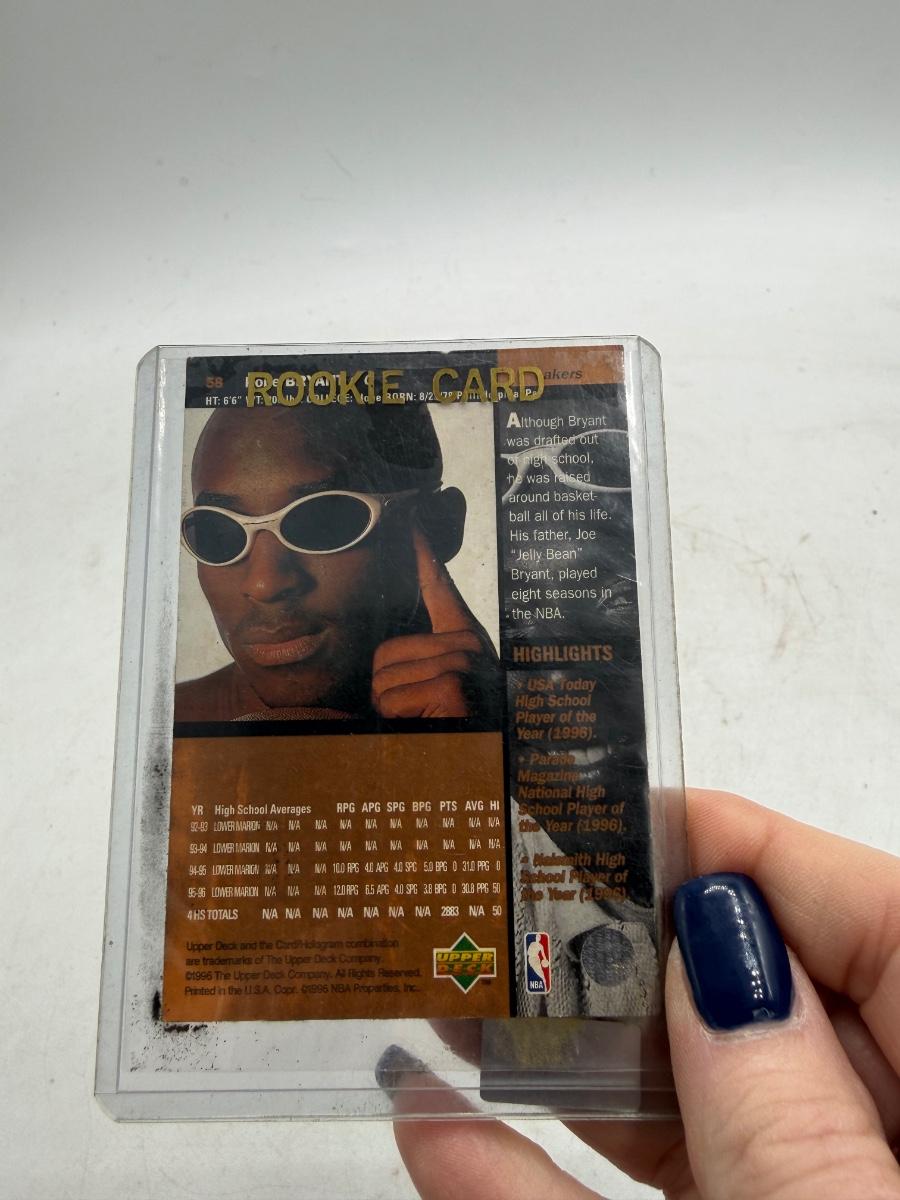 ROOKIE CARD
58 Kobe BRYANT
HT: 6'6" COLLEGE: None BORN:
Although Bryant
was drafted out
of high school,
he was raised
around basket-
ball all of his life.
His father, Joe
"Jelly Bean"
Bryant, played
eight seasons in
the NBA.
HIGHLIGHTS
• USA Today
High School
Player of the
Year (1996).
• Parade
Magazine
National High
School Player of
the Year (1996).
• Naismith High
School Player of
the Year (1996)
YR High School Averages RPG APG SPG BPG PTS AVG HI
92-93 LOWER MARION N/A N/A N/A N/A N/A N/A N/A N/A N/A N/A
93-94 LOWER MARION N/A N/A N/A N/A N/A N/A N/A N/A N/A N/A
94-95 LOWER MARION N/A N/A N/A 10.0 RPG 4.0 APG 4.0 SPG 5.0 BPG 0 31.0 PPG 0
95-96 LOWER MARION N/A N/A N/A 12.0 RPG 6.5 APG 4.0 SPG 3.8 BPG 0 30.8 PPG 50
4 HS TOTALS N/A N/A N/A N/A N/A N/A N/A 2883 N/A 50
Upper Deck and the Card/Hologram combination
are trademarks of The Upper Deck Company.
©1996 The Upper Deck Company. All Rights Reserved.
Printed in the U.S.A. Copr. ©1996 NBA Properties, Inc.
UPPER
DECK
TM
NBA